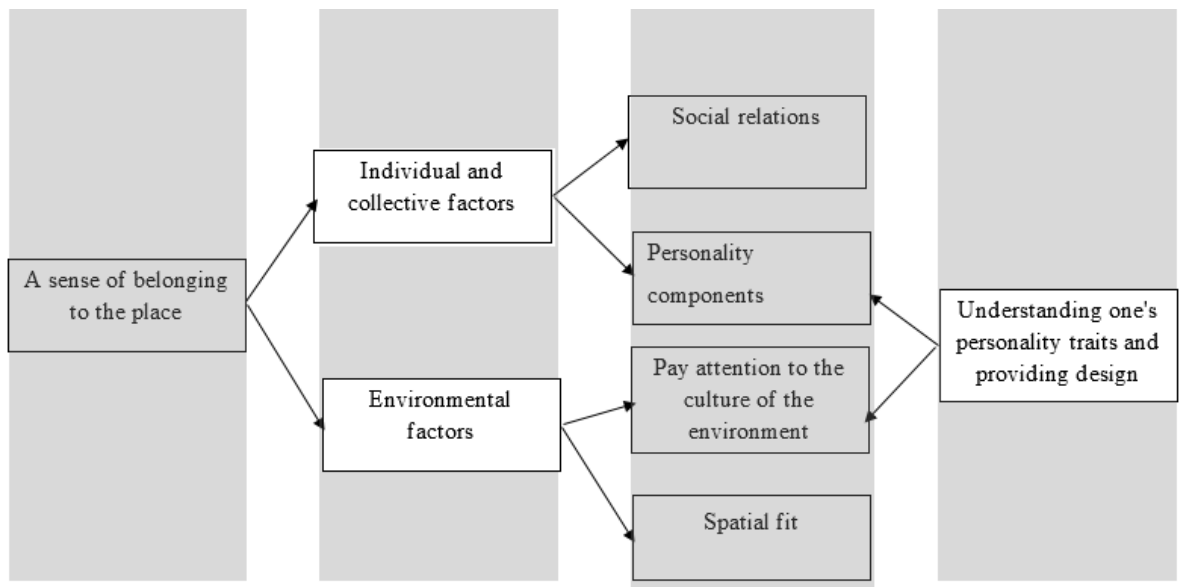 A sense of belonging
to the place
Individual and
collective factors
Environmental
factors
Social relations
Personality
components
Pay attention to the
culture of the
environment
Spatial fit
Understanding one's
personality traits and
providing design